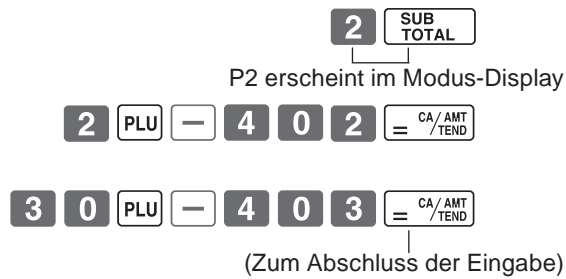 2 SUB TOTAL
P2 erscheint im Modus-Display
2 PLU − 4 0 2 = CA/AMT/TEND
3 0 PLU − 4 0 3 = CA/AMT/TEND
(Zum Abschluss der Eingabe)